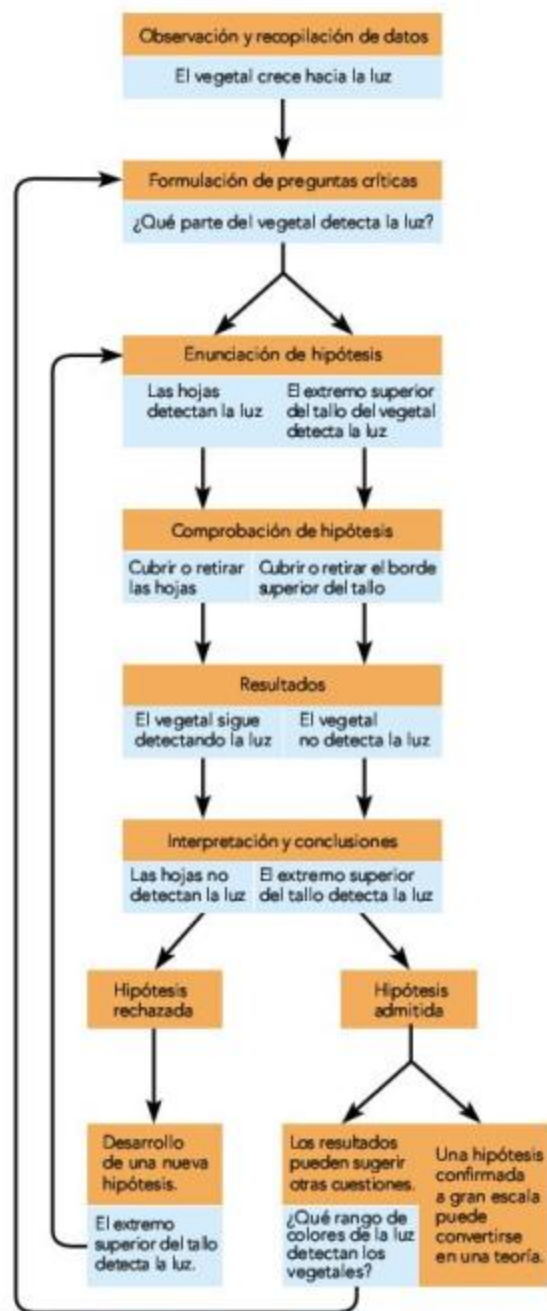 Observación y recopilación de datos
El vegetal crece hacia la luz
Formulación de preguntas críticas
¿Qué parte del vegetal detecta la luz?
Enunciación de hipótesis
Las hojas
detectan la luz
El extremo superior
del tallo del vegetal
detecta la luz
Comprobación de hipótesis
Cubrir o retirar
las hojas
Cubrir o retirar el borde
superior del tallo
Resultados
El vegetal sigue
detectando la luz
El vegetal
no detecta la luz
Interpretación y conclusiones
Las hojas no
detectan la luz
El extremo superior
del tallo detecta la luz
Hipótesis
rechazada
Hipótesis
admitida
Desarrollo
de una nueva
hipótesis.
El extremo
superior del tallo
detecta la luz.
Los resultados
pueden sugerir
otras cuestiones.
¿Qué rango de
colores de la luz
detectan los
vegetales?
Una hipótesis
confirmada
a gran escala
puede
convertirse
en una teoría.